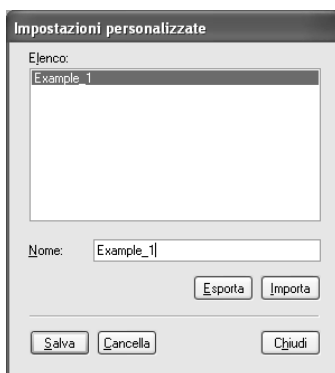 Impostazioni personalizzate
Elenco:
Example_1
Nome: Example_1
Esporta Importa
Salva Cancella Chiudi